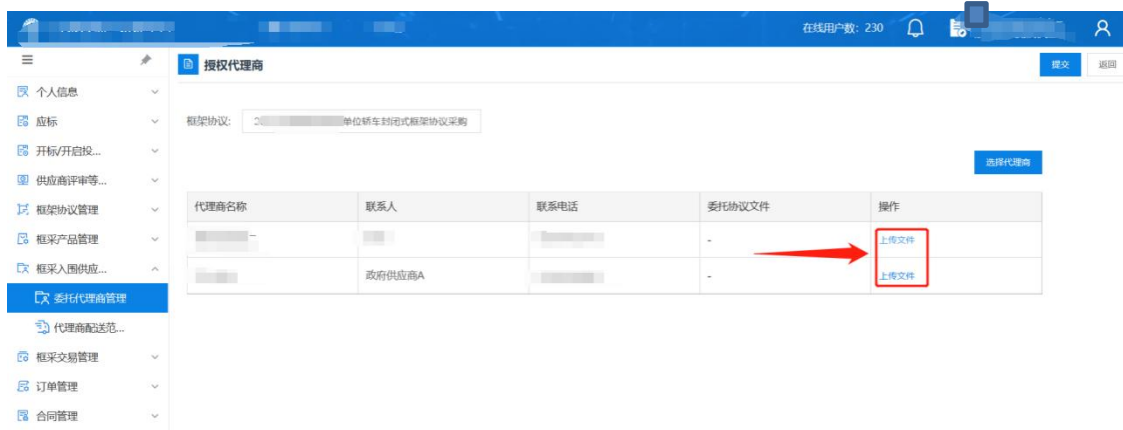 在线用户数: 230
授权代理商
提交
返回
个人信息
应标
开标/开启投...
供应商评审等...
框架协议管理
框采产品管理
框采入围供应...
委托代理商管理
代理商配送范...
框采交易管理
订单管理
合同管理
框架协议:
单位轿车封闭式框架协议采购
选择代理商
代理商名称 联系人 联系电话 委托协议文件 操作
- 上传文件
政府供应商A - 上传文件